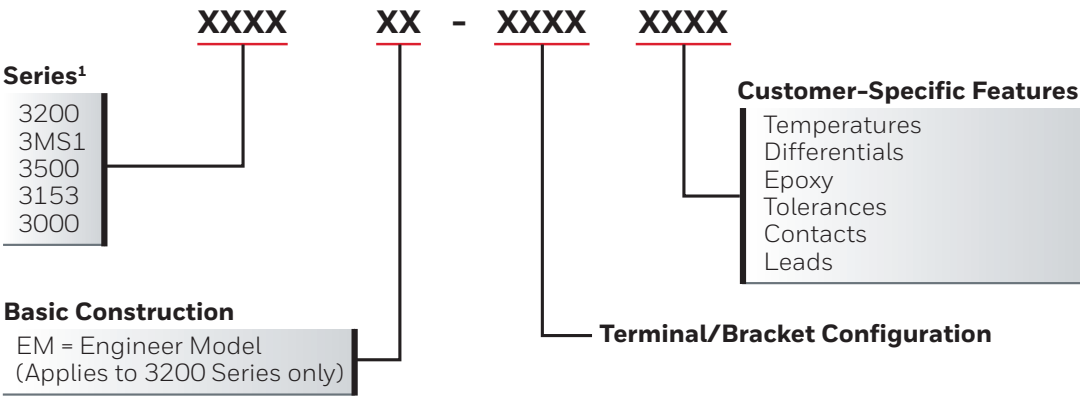 XXXX XX - XXXX XXXX
Series¹
3200
3MS1
3500
3153
3000
Customer-Specific Features
Temperatures
Differentials
Epoxy
Tolerances
Contacts
Leads
Basic Construction
EM = Engineer Model
(Applies to 3200 Series only)
Terminal/Bracket Configuration